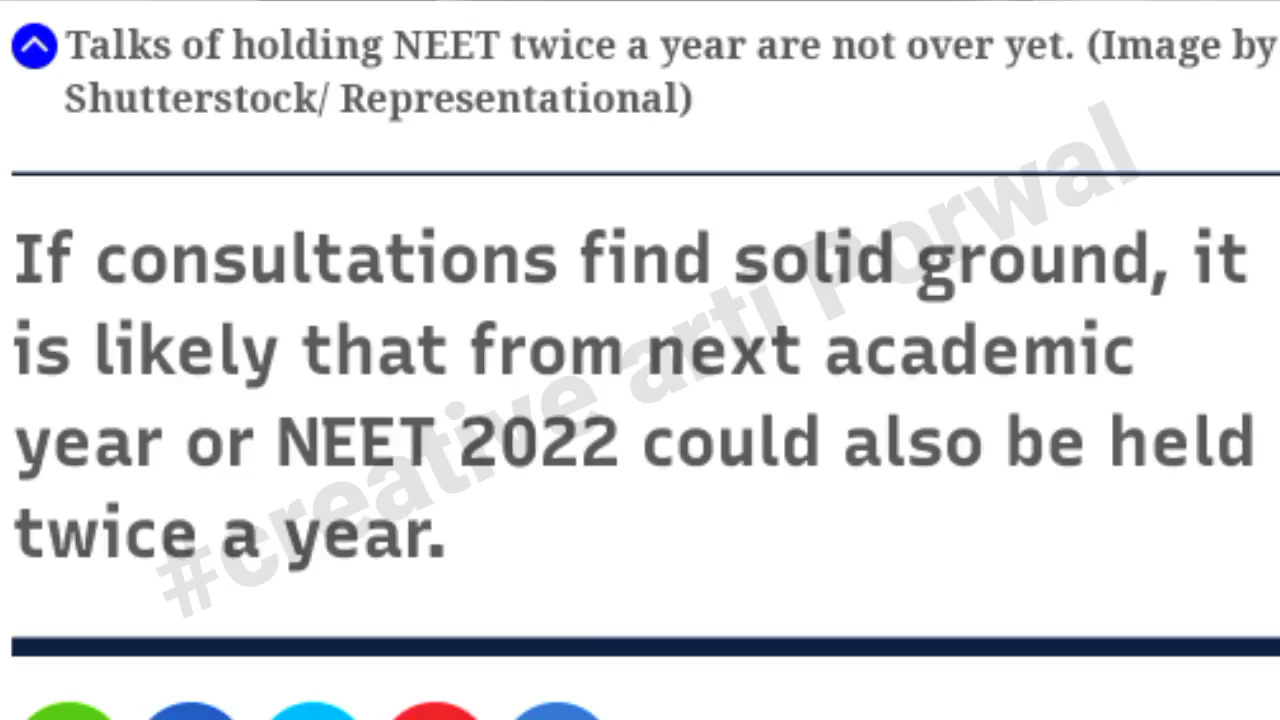 Talks of holding NEET twice a year are not over yet. (Image by
Shutterstock/ Representational)
If consultations find solid ground, it
is likely that from next academic
year or NEET 2022 could also be held
twice a year.
#creative arti Porwal